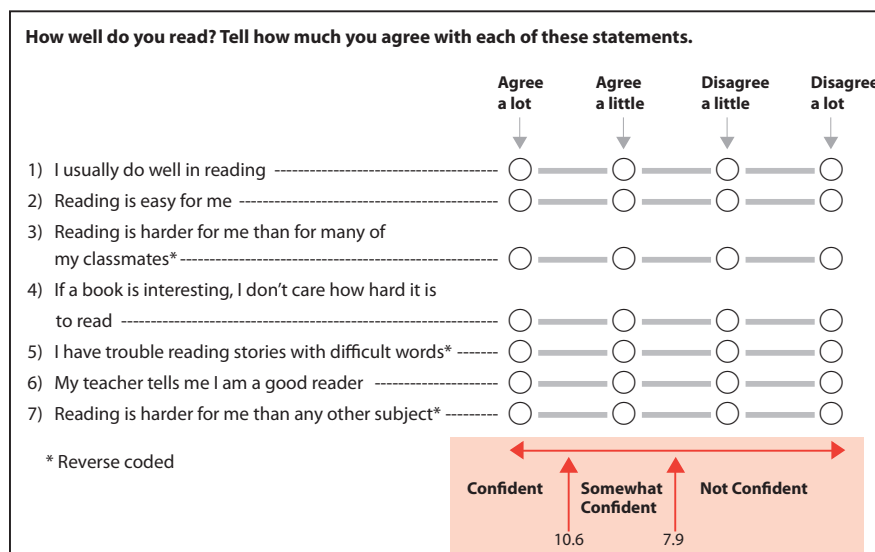 How well do you read? Tell how much you agree with each of these statements.
Agree a lot
Agree a little
Disagree a little
Disagree a lot
1) I usually do well in reading
2) Reading is easy for me
3) Reading is harder for me than for many of
my classmates*
4) If a book is interesting, I don’t care how hard it is
to read
5) I have trouble reading stories with difficult words*
6) My teacher tells me I am a good reader
7) Reading is harder for me than any other subject*
* Reverse coded
Confident
Somewhat
Confident
Not Confident
10.6
7.9